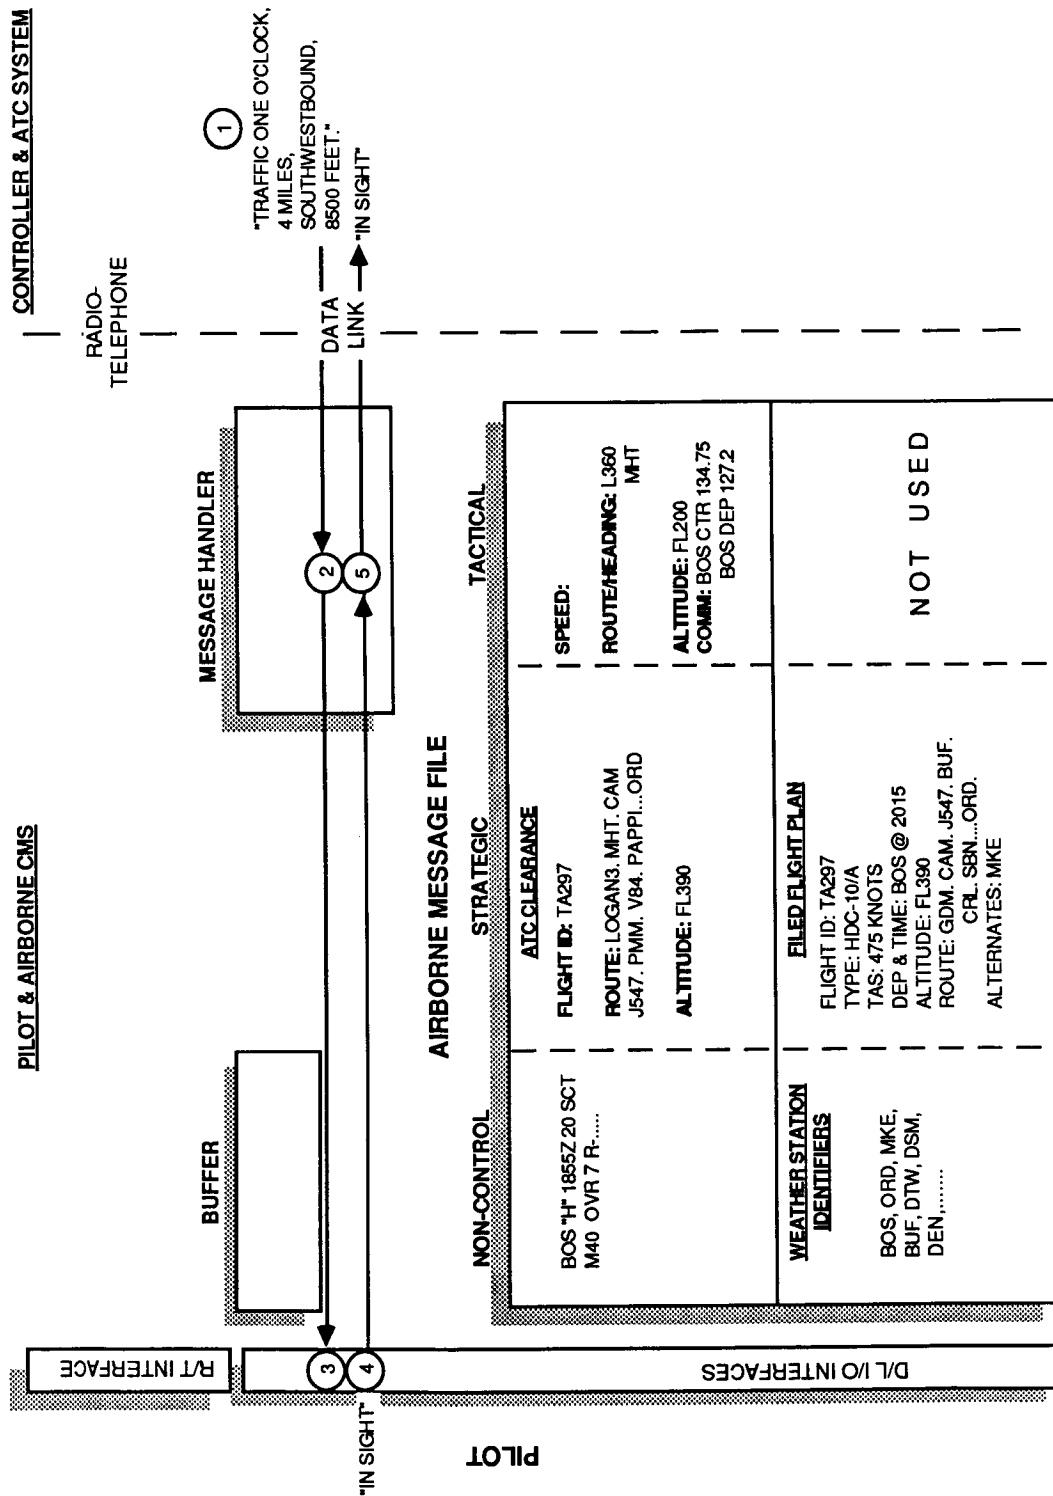 PILOT & AIRBORNE CMS
CONTROLLER & ATC SYSTEM
RADIO-
TELEPHONE
R/T INTERFACE
BUFFER
MESSAGE HANDLER
1
"TRAFFIC ONE O'CLOCK,
4 MILES,
SOUTHWESTBOUND,
8500 FEET."
DATA
LINK
"IN SIGHT"
2
5
3
4
"IN SIGHT"
PILOT
D/L I/O INTERFACES
AIRBORNE MESSAGE FILE
NON-CONTROL
STRATEGIC
TACTICAL
BOS "H" 1855Z 20 SCT
M40 OVR 7 R-.....
ATC CLEARANCE
FLIGHT ID: TA297
ROUTE: LOGAN3. MHT. CAM
J547. PMM. V84. PAPPI...ORD
ALTITUDE: FL390
SPEED:
ROUTE/HEADING: L360
MHT
ALTITUDE: FL200
COMM: BOS CTR 134.75
BOS DEP 127.2
WEATHER STATION
IDENTIFIERS
BOS, ORD, MKE,
BUF, DTW, DSM,
DEN,.......
FILED FLIGHT PLAN
FLIGHT ID: TA297
TYPE: HDC-10/A
TAS: 475 KNOTS
DEP & TIME: BOS @ 2015
ALTITUDE: FL390
ROUTE: GDM. CAM. J547. BUF.
CRL. SBN....ORD.
ALTERNATES: MKE
NOT USED